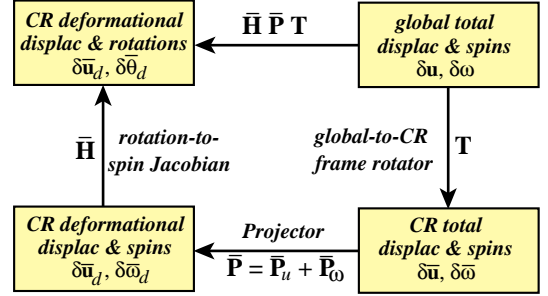 CR deformational
displac & rotations
δū_d, δθ̄_d
H̄ P̄ T
global total
displac & spins
δu, δω
H̄
rotation-to-
spin Jacobian
global-to-CR
frame rotator
T
CR deformational
displac & spins
δū_d, δω̄_d
Projector
P̄ = P̄_u + P̄_ω
CR total
displac & spins
δū, δω̄